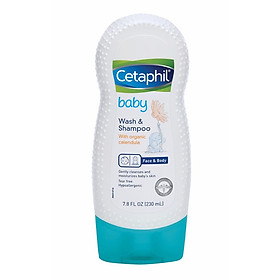 Cetaphil®
baby
Wash &
Shampoo
With organic
calendula
Face & Body
Gently cleanses and
moisturizes baby's skin
Tear free
Hypoallergenic
7.8 FL OZ (230 mL)